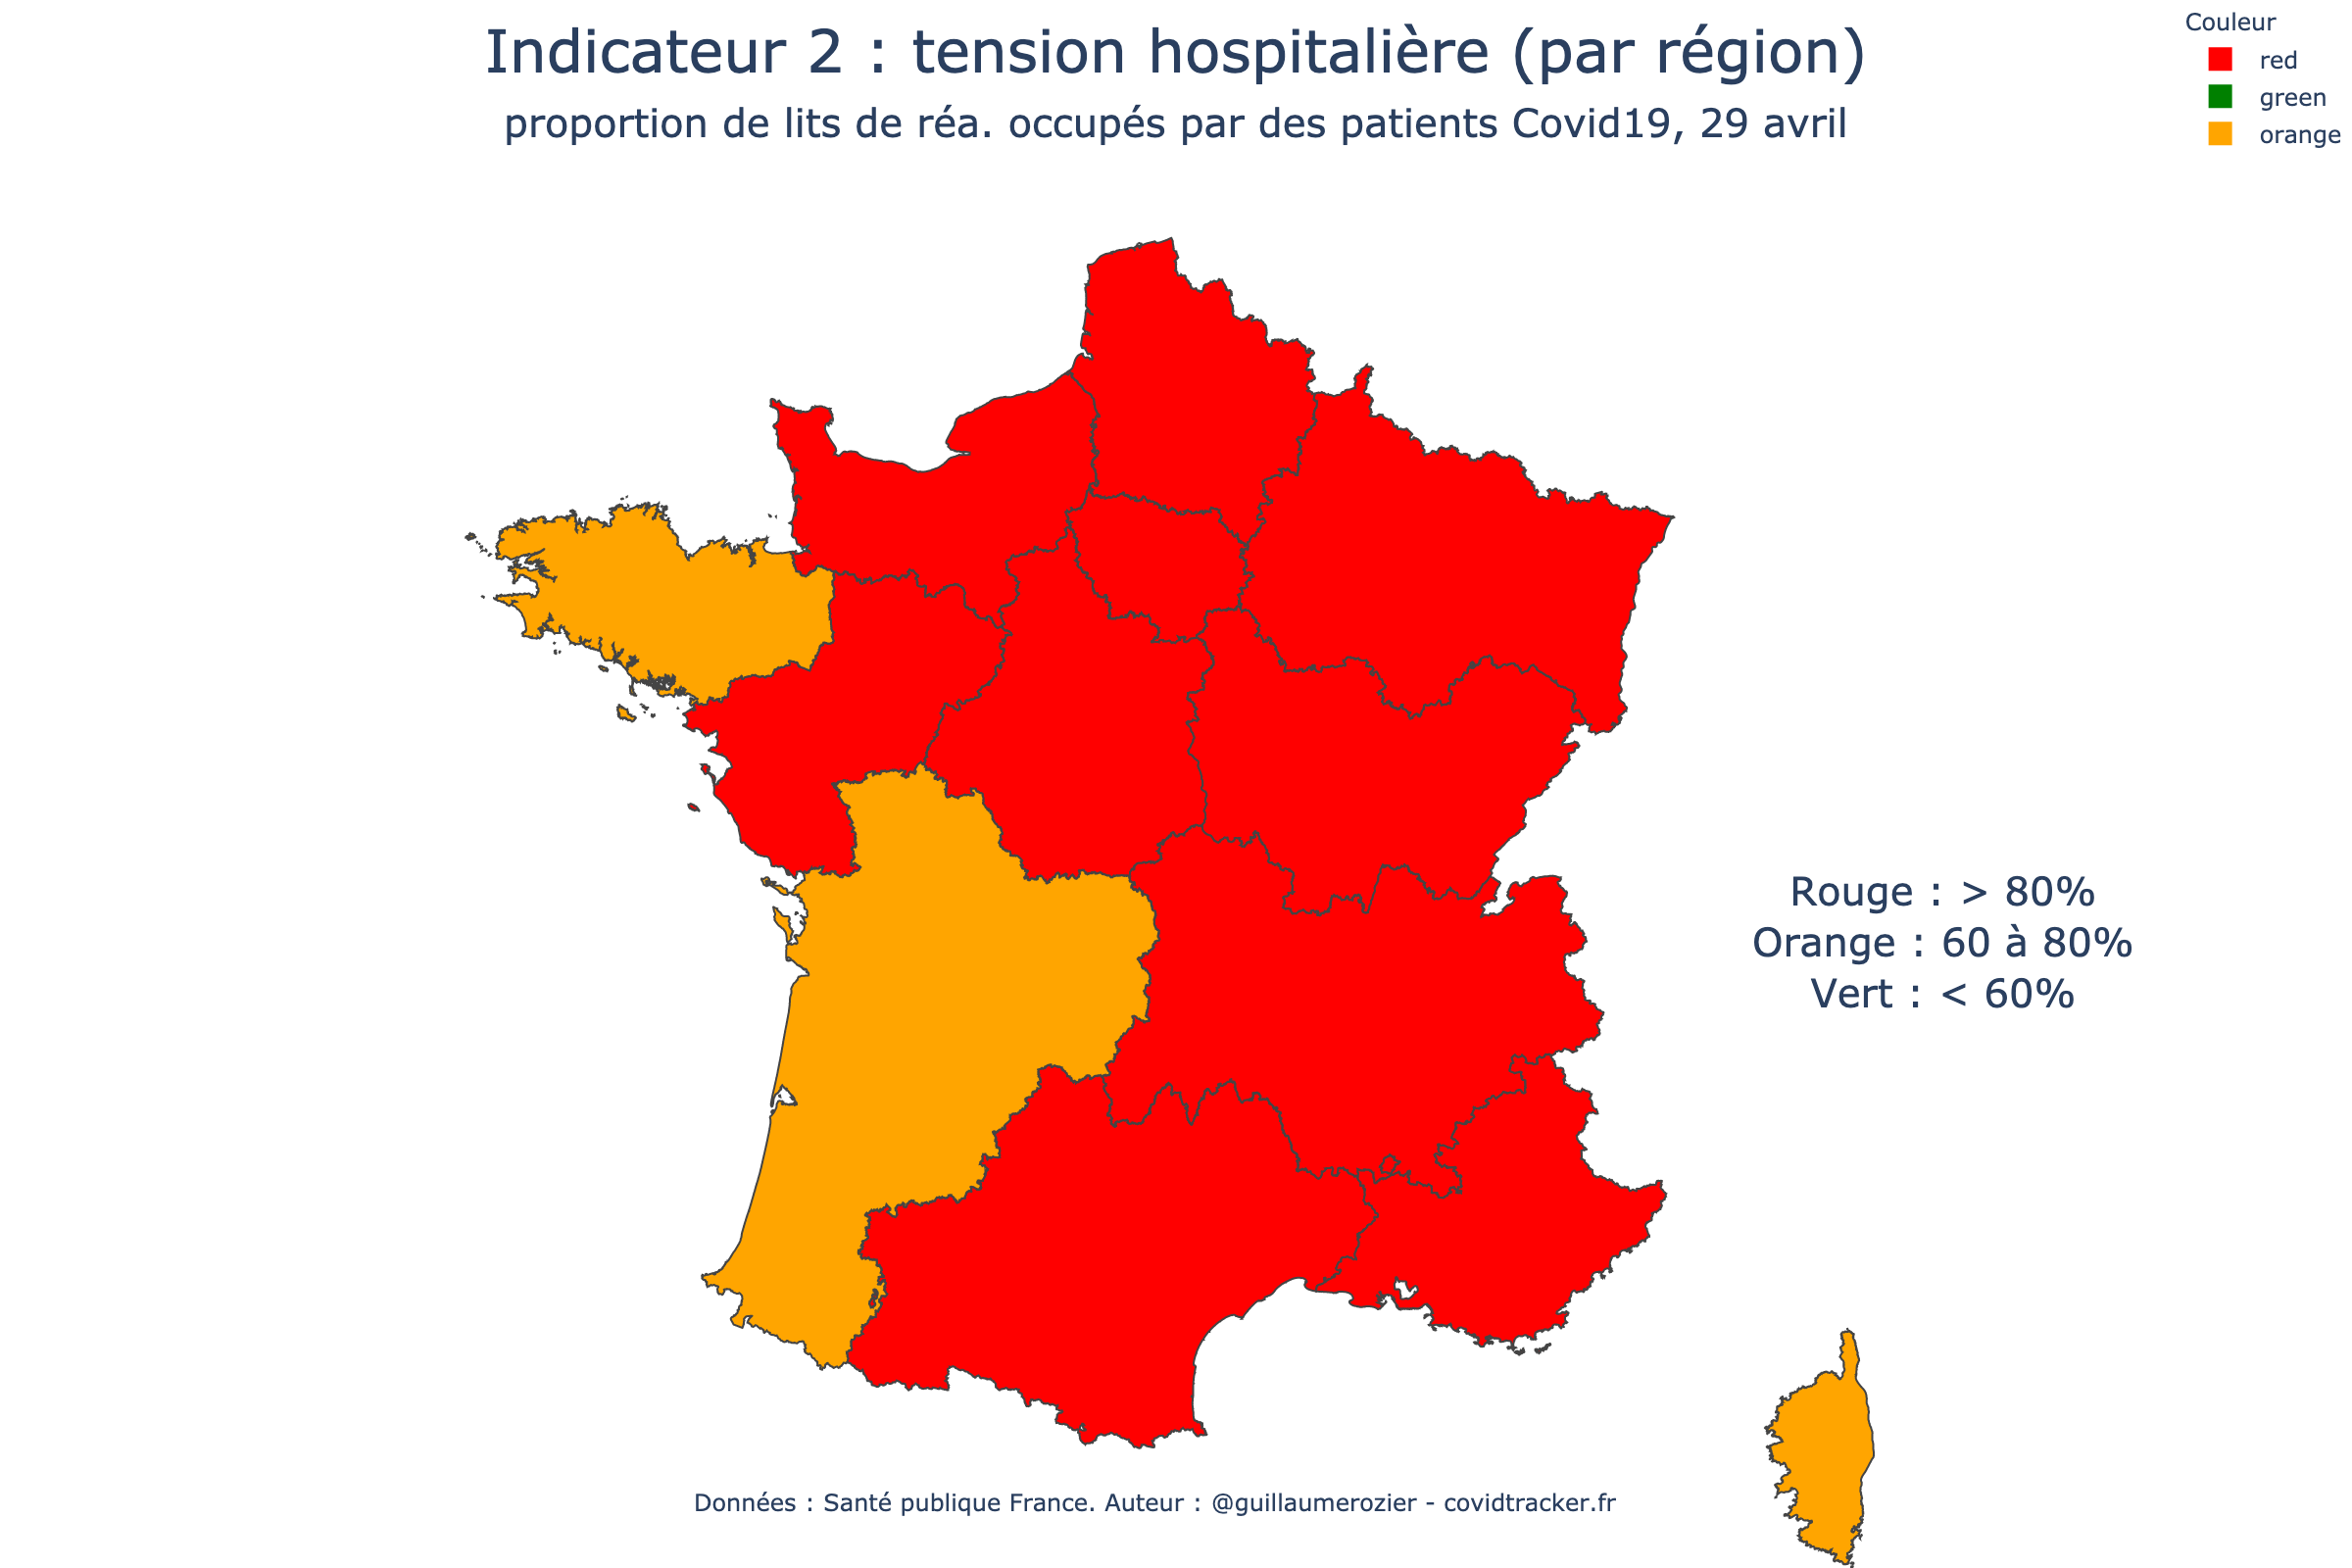 Indicateur 2 : tension hospitalière (par région)
proportion de lits de réa. occupés par des patients Covid19, 29 avril
Couleur
red
green
orange
Rouge : > 80%
Orange : 60 à 80%
Vert : < 60%
Données : Santé publique France. Auteur : @guillaumerozier - covidtracker.fr